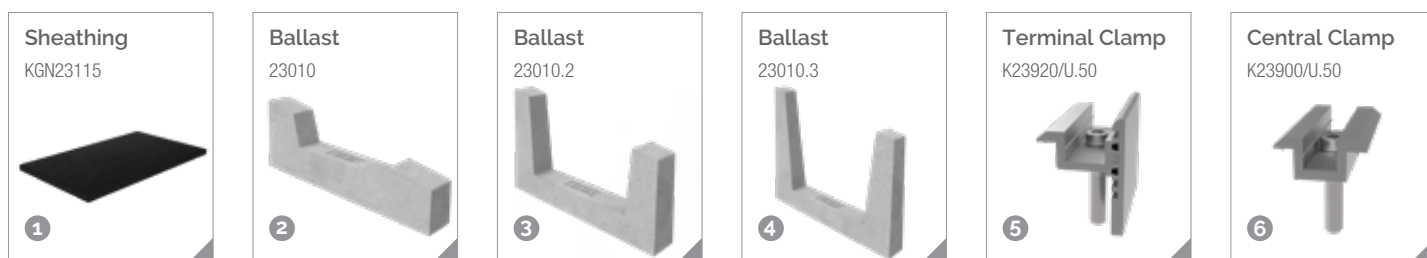 Sheathing
KGN23115
1
Ballast
23010
2
Ballast
23010.2
3
Ballast
23010.3
4
Terminal Clamp
K23920/U.50
5
Central Clamp
K23900/U.50
6